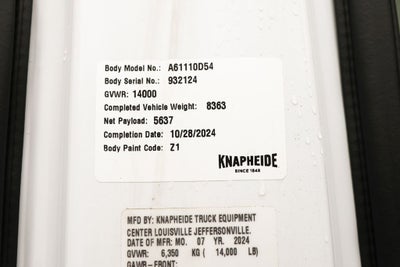 Body Model No.: A61110D54
Body Serial No.: 932124
GVWR: 14000
Completed Vehicle Weight: 8363
Net Payload: 5637
Completion Date: 10/28/2024
Body Paint Code: Z1
KNAPHEIDE
SINCE 1848
MFD BY: KNAPHEIDE TRUCK EQUIPMENT
CENTER LOUISVILLE JEFFERSONVILLE.
DATE OF MFR: MO. 07 YR. 2024
GVWR: 6,350 KG ( 14,000 LB)
GAWR-FRONT: